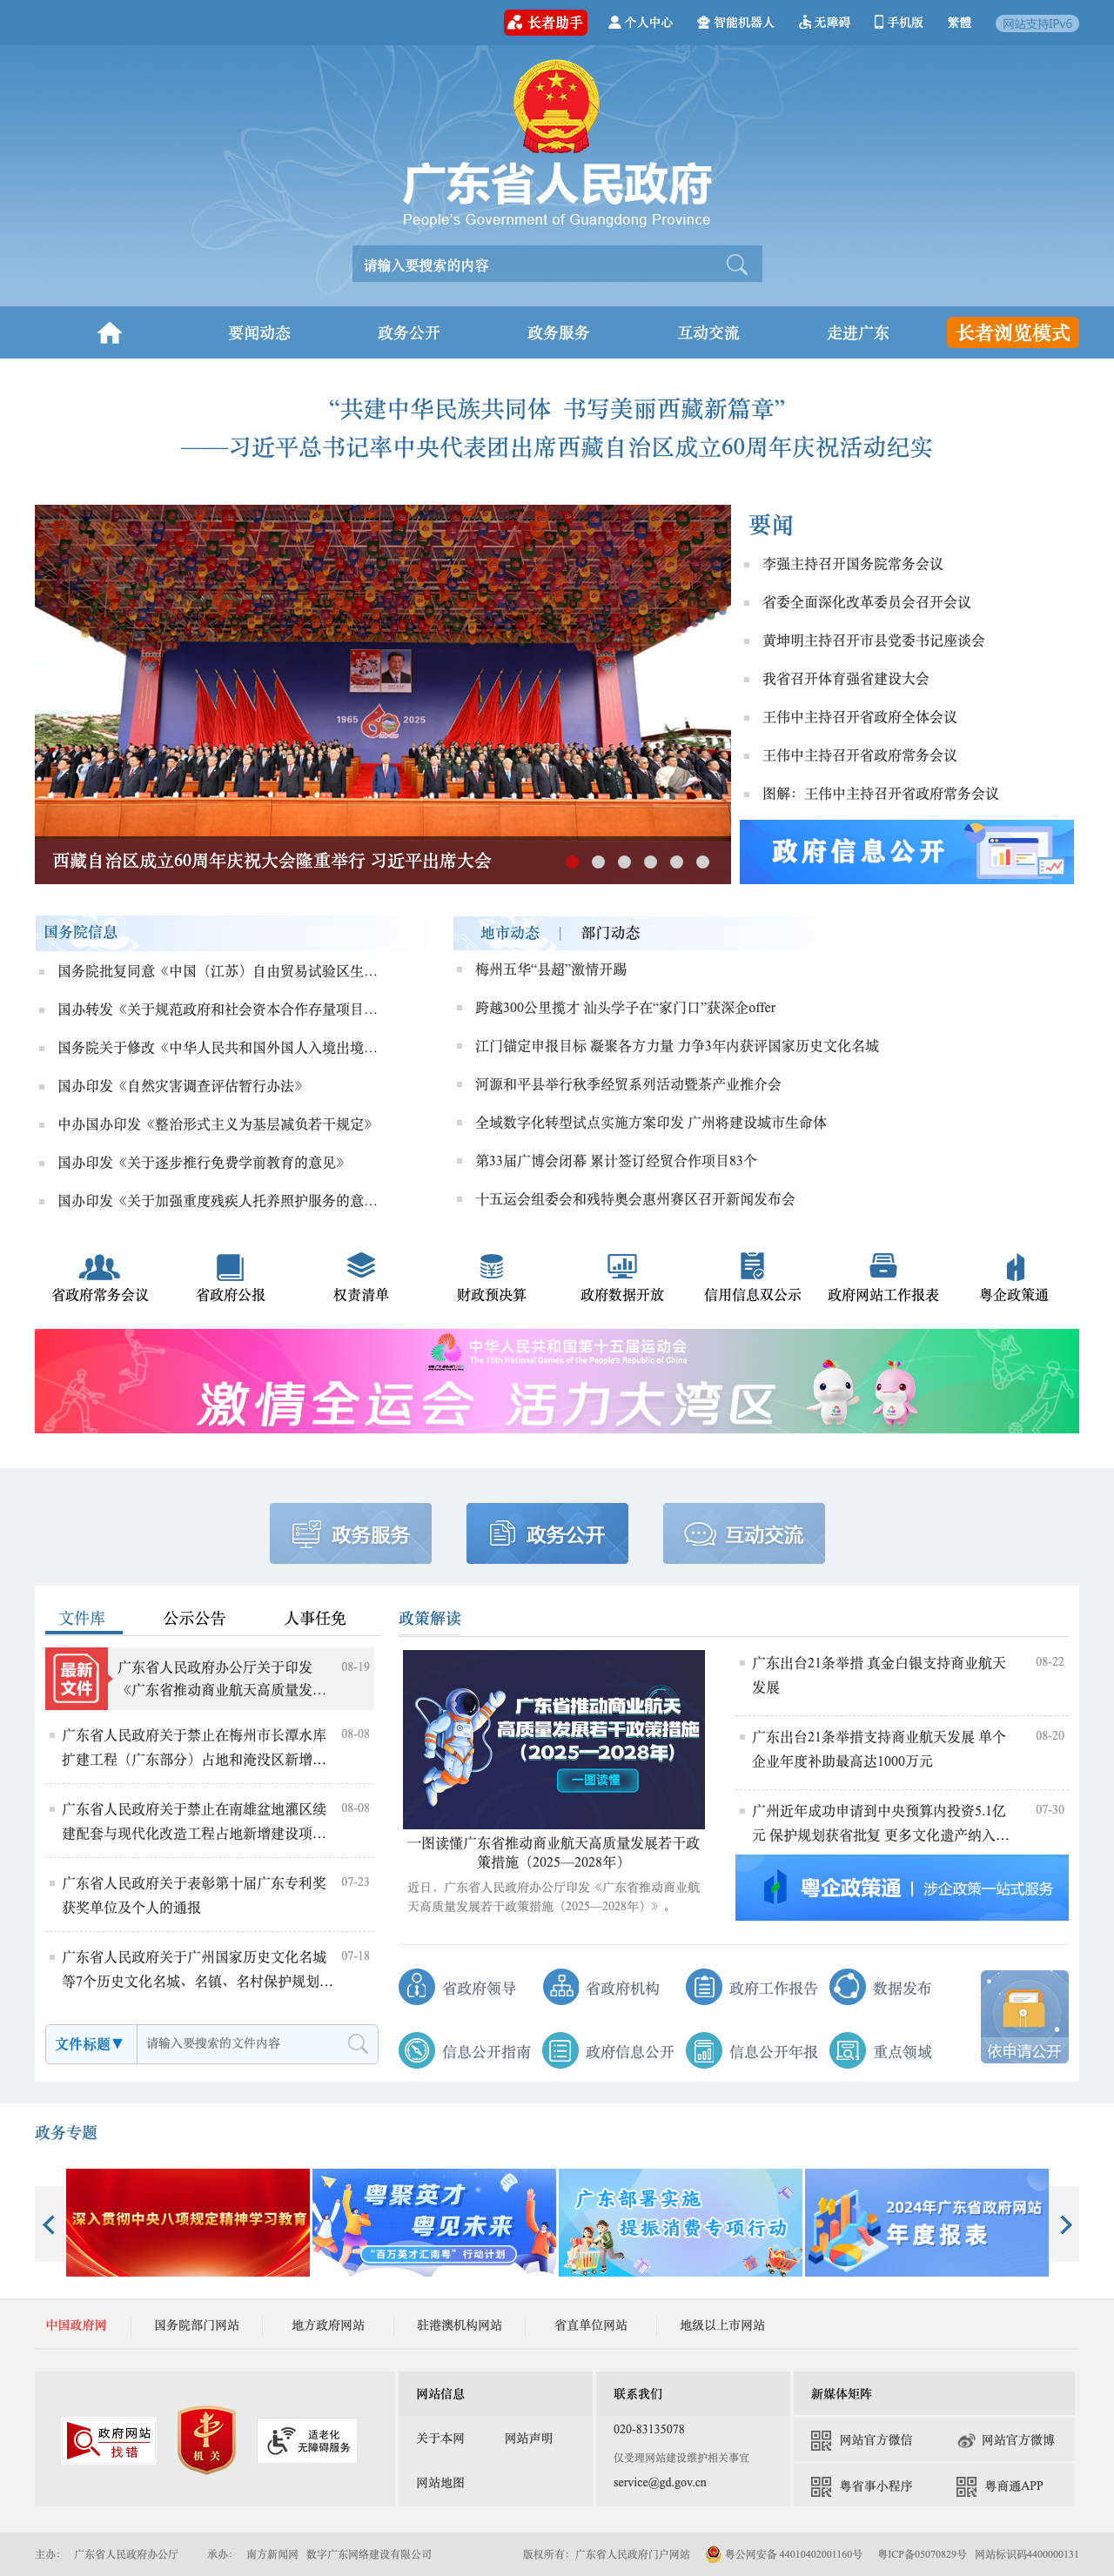 长者助手 个人中心 智能机器人 无障碍 手机版 繁體 网站支持IPv6
广东省人民政府
People's Government of Guangdong Province
请输入要搜索的内容
要闻动态 政务公开 政务服务 互动交流 走进广东 长者浏览模式
“共建中华民族共同体 书写美丽西藏新篇章”
——习近平总书记率中央代表团出席西藏自治区成立60周年庆祝活动纪实
1965 60 2025
西藏自治区成立60周年庆祝大会隆重举行 习近平出席大会
要闻
李强主持召开国务院常务会议
省委全面深化改革委员会召开会议
黄坤明主持召开市县党委书记座谈会
我省召开体育强省建设大会
王伟中主持召开省政府全体会议
王伟中主持召开省政府常务会议
图解：王伟中主持召开省政府常务会议
政府信息公开
国务院信息
国务院批复同意《中国（江苏）自由贸易试验区生...
国办转发《关于规范政府和社会资本合作存量项目...
国务院关于修改《中华人民共和国外国人入境出境...
国办印发《自然灾害调查评估暂行办法》
中办国办印发《整治形式主义为基层减负若干规定》
国办印发《关于逐步推行免费学前教育的意见》
国办印发《关于加强重度残疾人托养照护服务的意...
地市动态 | 部门动态
梅州五华“县超”激情开踢
跨越300公里揽才 汕头学子在“家门口”获深企offer
江门锚定申报目标 凝聚各方力量 力争3年内获评国家历史文化名城
河源和平县举行秋季经贸系列活动暨茶产业推介会
全域数字化转型试点实施方案印发 广州将建设城市生命体
第33届广博会闭幕 累计签订经贸合作项目83个
十五运会组委会和残特奥会惠州赛区召开新闻发布会
省政府常务会议 省政府公报 权责清单 财政预决算 政府数据开放 信用信息双公示 政府网站工作报表 粤企政策通
中华人民共和国第十五届运动会
The 15th National Games of the People's Republic of China
激情全运会 活力大湾区
政务服务 政务公开 互动交流
文件库 公示公告 人事任免
最新
文件
广东省人民政府办公厅关于印发 08-19
《广东省推动商业航天高质量发...
广东省人民政府关于禁止在梅州市长潭水库 08-08
扩建工程（广东部分）占地和淹没区新增...
广东省人民政府关于禁止在南雄盆地灌区续 08-08
建配套与现代化改造工程占地新增建设项...
广东省人民政府关于表彰第十届广东专利奖 07-23
获奖单位及个人的通报
广东省人民政府关于广州国家历史文化名城 07-18
等7个历史文化名城、名镇、名村保护规划...
文件标题▼ 请输入要搜索的文件内容
政策解读
广东省推动商业航天
高质量发展若干政策措施
（2025—2028年）
一图读懂
一图读懂广东省推动商业航天高质量发展若干政
策措施（2025—2028年）
近日，广东省人民政府办公厅印发《广东省推动商业航
天高质量发展若干政策措施（2025—2028年）》。
广东出台21条举措 真金白银支持商业航天 08-22
发展
广东出台21条举措支持商业航天发展 单个 08-20
企业年度补助最高达1000万元
广州近年成功申请到中央预算内投资5.1亿 07-30
元 保护规划获省批复 更多文化遗产纳入...
粤企政策通 | 涉企政策一站式服务
省政府领导 省政府机构 政府工作报告 数据发布
信息公开指南 政府信息公开 信息公开年报 重点领域
依申请公开
政务专题
深入贯彻中央八项规定精神学习教育
粤聚英才
粤见未来
“百万英才汇南粤”行动计划
广东部署实施
提振消费专项行动
2024年广东省政府网站
年度报表
中国政府网 国务院部门网站 地方政府网站 驻港澳机构网站 省直单位网站 地级以上市网站
政府网站
找错
机关
适老化
无障碍服务
网站信息
关于本网 网站声明
网站地图
联系我们
020-83135078
仅受理网站建设维护相关事宜
service@gd.gov.cn
新媒体矩阵
网站官方微信 网站官方微博
粤省事小程序 粤商通APP
主办： 广东省人民政府办公厅 承办： 南方新闻网 数字广东网络建设有限公司 版权所有：广东省人民政府门户网站 粤公网安备 44010402001160号 粤ICP备05070829号 网站标识码4400000131